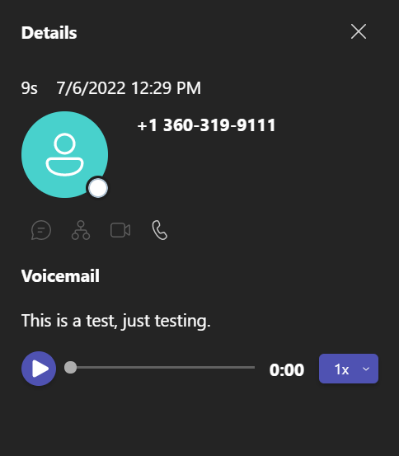 Details
9s 7/6/2022 12:29 PM
+1 360-319-9111
Voicemail
This is a test, just testing.
0:00 1x